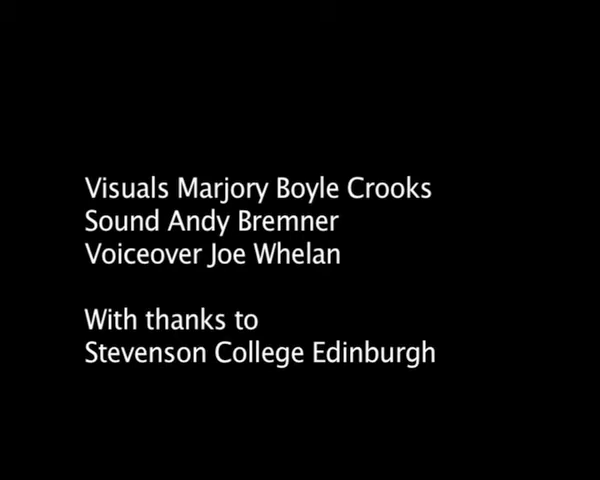 Visuals Marjory Boyle Crooks
Sound Andy Bremner
Voiceover Joe Whelan
With thanks to
Stevenson College Edinburgh